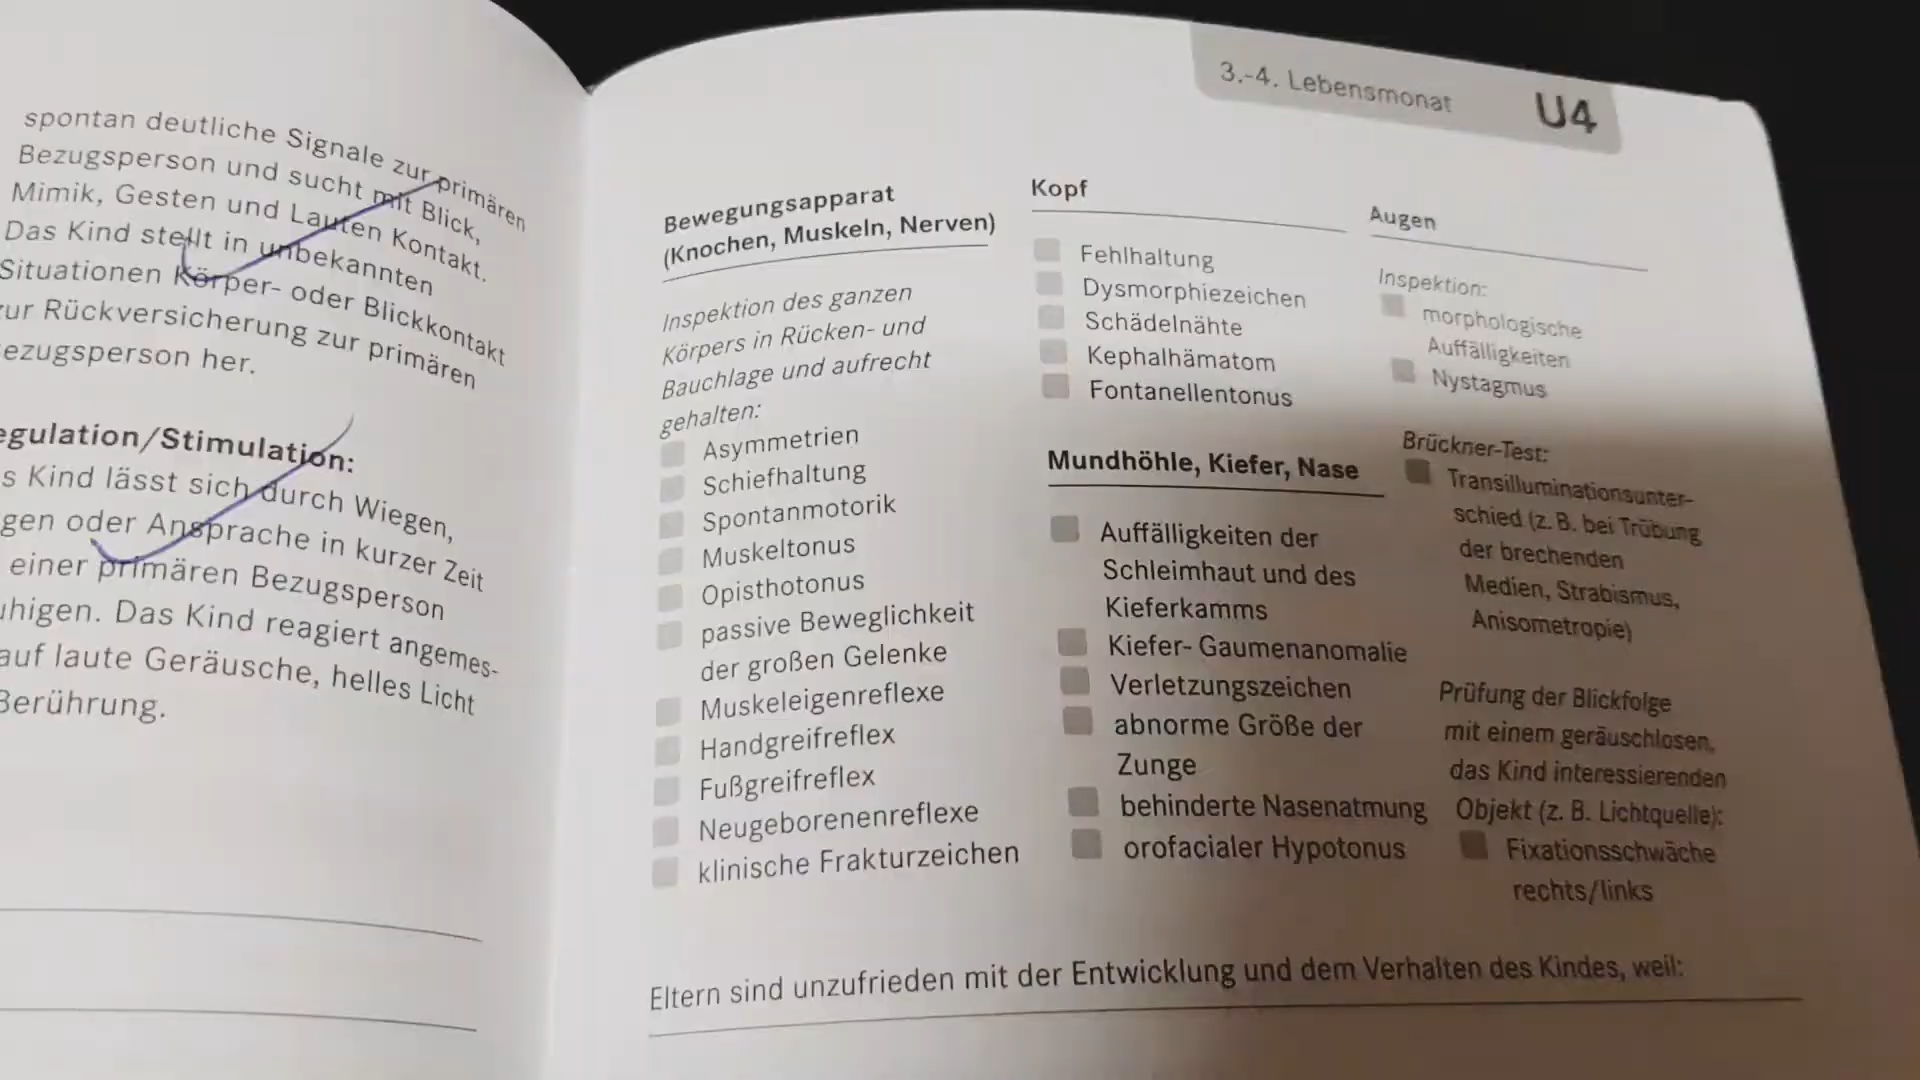 spontan deutliche Signale zur primären
Bezugsperson und sucht mit Blick,
Mimik, Gesten und Lauten Kontakt.
Das Kind stellt in unbekannten
Situationen Körper- oder Blickkontakt
zur Rückversicherung zur primären
ezugsperson her.
egulation/Stimulation:
s Kind lässt sich durch Wiegen,
gen oder Ansprache in kurzer Zeit
einer primären Bezugsperson
uhigen. Das Kind reagiert angemes-
auf laute Geräusche, helles Licht
Berührung.
3.-4. Lebensmonat
U4
Bewegungsapparat
(Knochen, Muskeln, Nerven)
Inspektion des ganzen
Körpers in Rücken- und
Bauchlage und aufrecht
gehalten:
Asymmetrien
Schiefhaltung
Spontanmotorik
Muskeltonus
Opisthotonus
passive Beweglichkeit
der großen Gelenke
Muskeleigenreflexe
Handgreifreflex
Fußgreifreflex
Neugeborenenreflexe
klinische Frakturzeichen
Kopf
Fehlhaltung
Dysmorphiezeichen
Schädelnähte
Kephalhämatom
Fontanellentonus
Mundhöhle, Kiefer, Nase
Auffälligkeiten der
Schleimhaut und des
Kieferkamms
Kiefer- Gaumenanomalie
Verletzungszeichen
abnorme Größe der
Zunge
behinderte Nasenatmung
orofacialer Hypotonus
Augen
Inspektion:
morphologische
Auffälligkeiten
Nystagmus
Brückner-Test:
Transilluminationsunter-
schied (z. B. bei Trübung
der brechenden
Medien, Strabismus,
Anisometropie)
Prüfung der Blickfolge
mit einem geräuschlosen,
das Kind interessierenden
Objekt (z. B. Lichtquelle):
Fixationsschwäche
rechts/links
Eltern sind unzufrieden mit der Entwicklung und dem Verhalten des Kindes, weil: